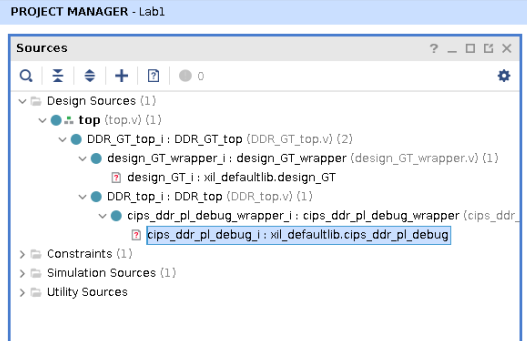 PROJECT MANAGER - Lab1
Sources
0
Design Sources (1)
top (top.v) (1)
DDR_GT_top_i : DDR_GT_top (DDR_GT_top.v) (2)
design_GT_wrapper_i : design_GT_wrapper (design_GT_wrapper.v) (1)
design_GT_i : xil_defaultlib.design_GT
DDR_top_i : DDR_top (DDR_top.v) (1)
cips_ddr_pl_debug_wrapper_i : cips_ddr_pl_debug_wrapper (cips_ddr_
cips_ddr_pl_debug_i : xil_defaultlib.cips_ddr_pl_debug
Constraints (1)
Simulation Sources (1)
Utility Sources